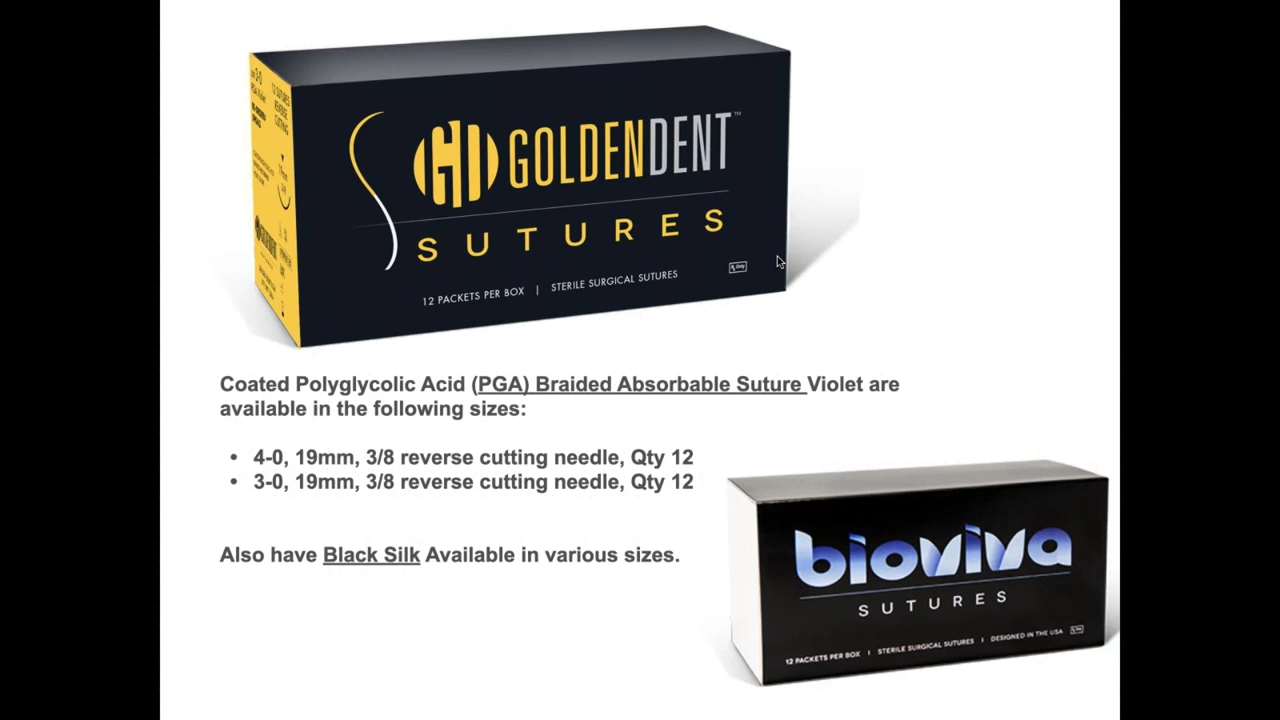 GOLDENDENT™
SUTURES
12 PACKETS PER BOX | STERILE SURGICAL SUTURES
Rx Only
Coated Polyglycolic Acid (PGA) Braided Absorbable Suture Violet are
available in the following sizes:
• 4-0, 19mm, 3/8 reverse cutting needle, Qty 12
• 3-0, 19mm, 3/8 reverse cutting needle, Qty 12
Also have Black Silk Available in various sizes.
bioviva
SUTURES
12 PACKETS PER BOX | STERILE SURGICAL SUTURES | DESIGNED IN THE USA